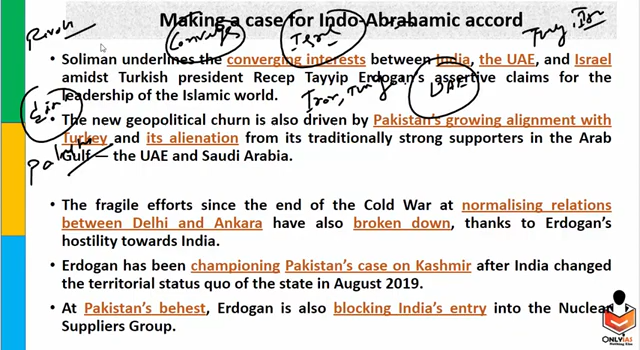 Making a case for Indo-Abrahamic accord
Converge
Soliman underlines the converging interests between India, the UAE, and Israel
amidst Turkish president Recep Tayyip Erdogan's assertive claims for the
leadership of the Islamic world.
UAE
The new geopolitical churn is also driven by Pakistan's growing alignment with
Turkey and its alienation from its traditionally strong supporters in the Arab
Gulf — the UAE and Saudi Arabia.
The fragile efforts since the end of the Cold War at normalising relations
between Delhi and Ankara have also broken down, thanks to Erdogan's
hostility towards India.
Erdogan has been championing Pakistan's case on Kashmir after India changed
the territorial status quo of the state in August 2019.
At Pakistan's behest, Erdogan is also blocking India's entry into the Nuclear
Suppliers Group.
ONLYIAS